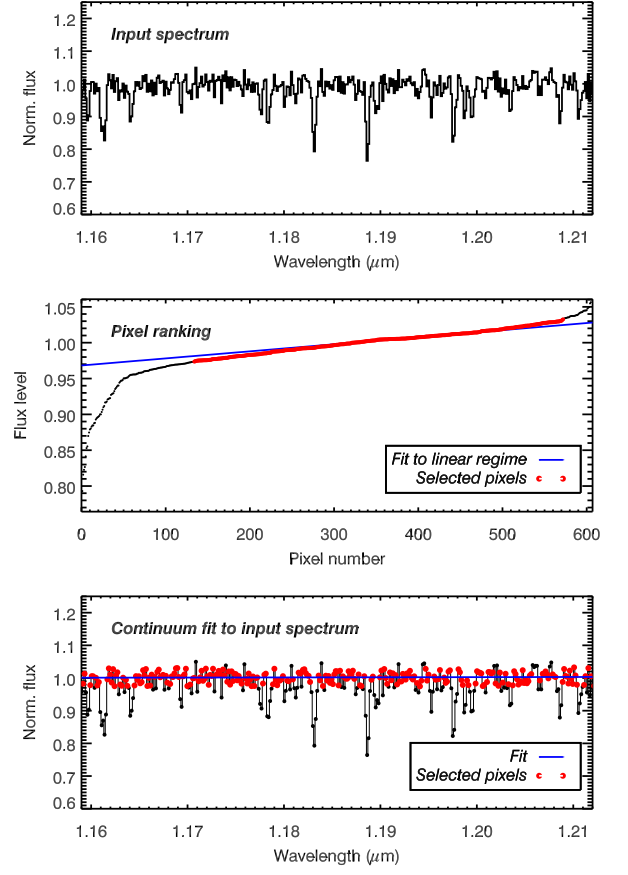 Input spectrum
1.2
1.1
1.0
0.9
0.8
0.7
0.6
Norm. flux
1.16 1.17 1.18 1.19 1.20 1.21
Wavelength (μm)
Pixel ranking
1.05
1.00
0.95
0.90
0.85
0.80
Flux level
Fit to linear regime
Selected pixels
0 100 200 300 400 500 600
Pixel number
Continuum fit to input spectrum
1.2
1.1
1.0
0.9
0.8
0.7
0.6
Norm. flux
Fit
Selected pixels
1.16 1.17 1.18 1.19 1.20 1.21
Wavelength (μm)